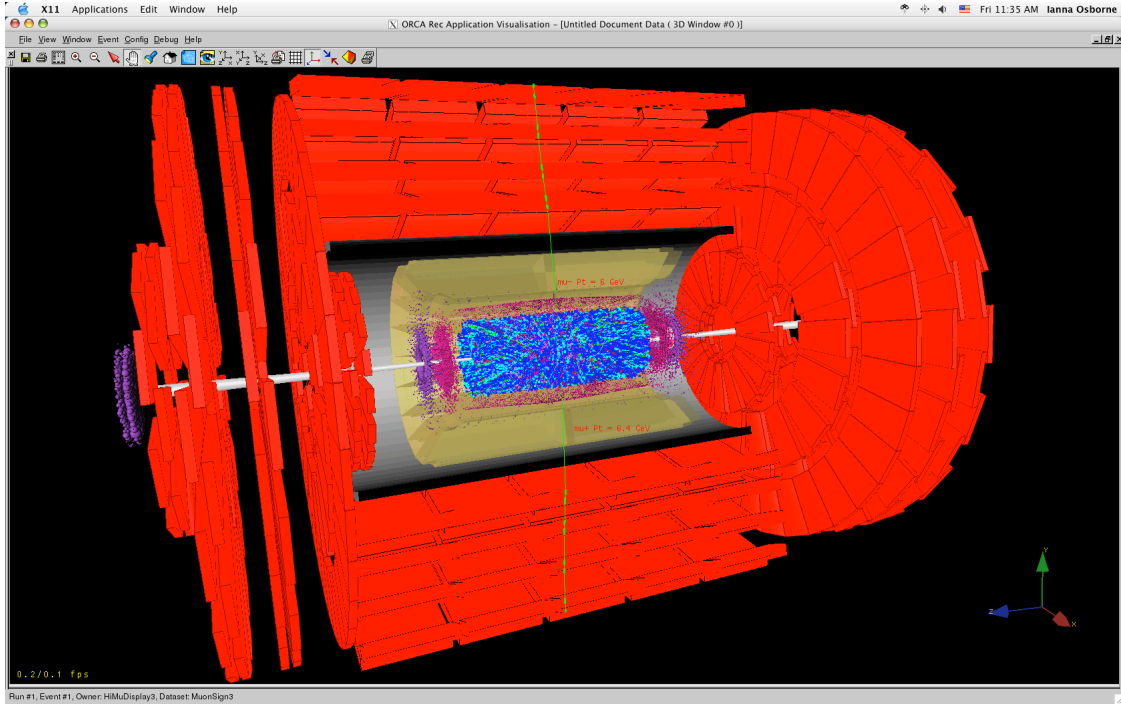 X11 Applications Edit Window Help Fri 11:35 AM Ianna Osborne
X ORCA Rec Application Visualisation - [Untitled Document Data ( 3D Window #0 )]
File View Window Event Config Debug Help
mu- Pt = 6 GeV
mu+ Pt = 6.4 GeV
Y
Z
X
0.2/0.1 fps
Run #1, Event #1, Owner: HiMuDisplay3, Dataset: MuonSign3